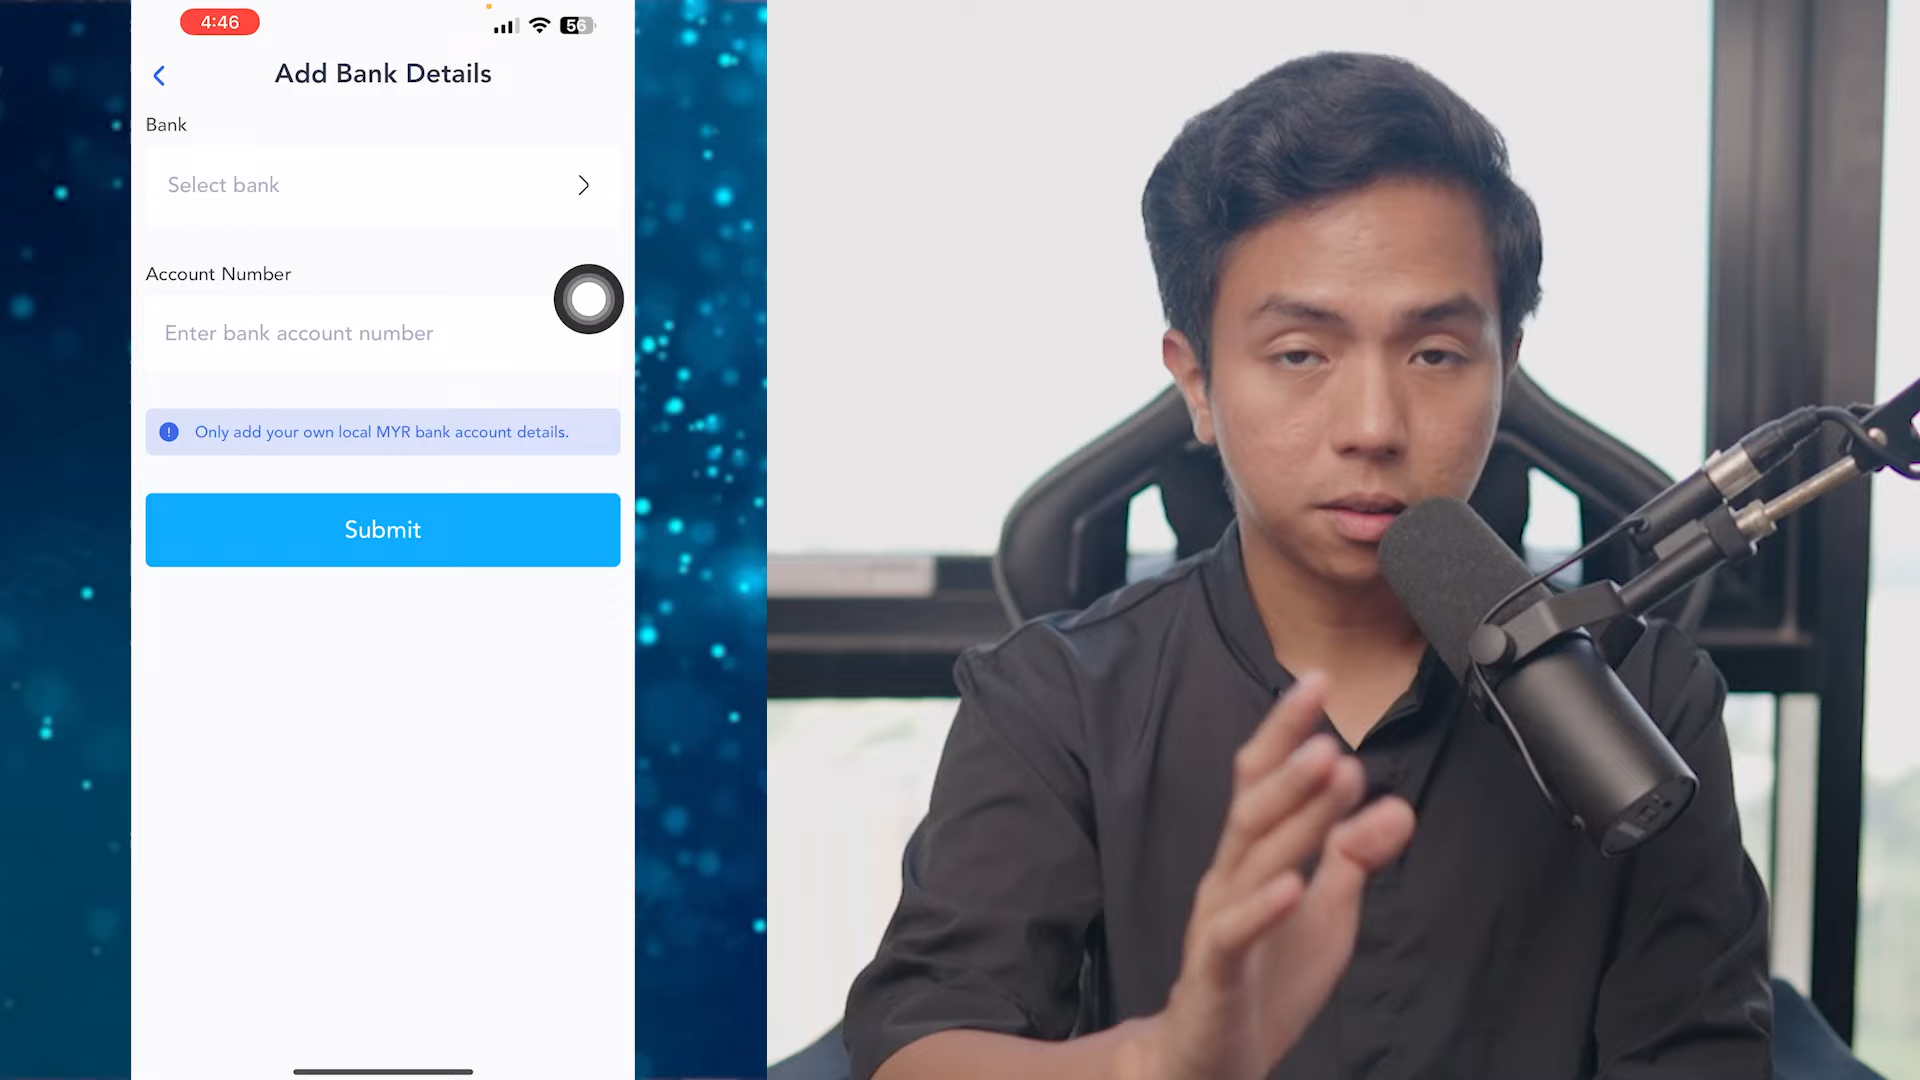 4:46
56
Add Bank Details
Bank
Select bank
Account Number
Enter bank account number
Only add your own local MYR bank account details.
Submit